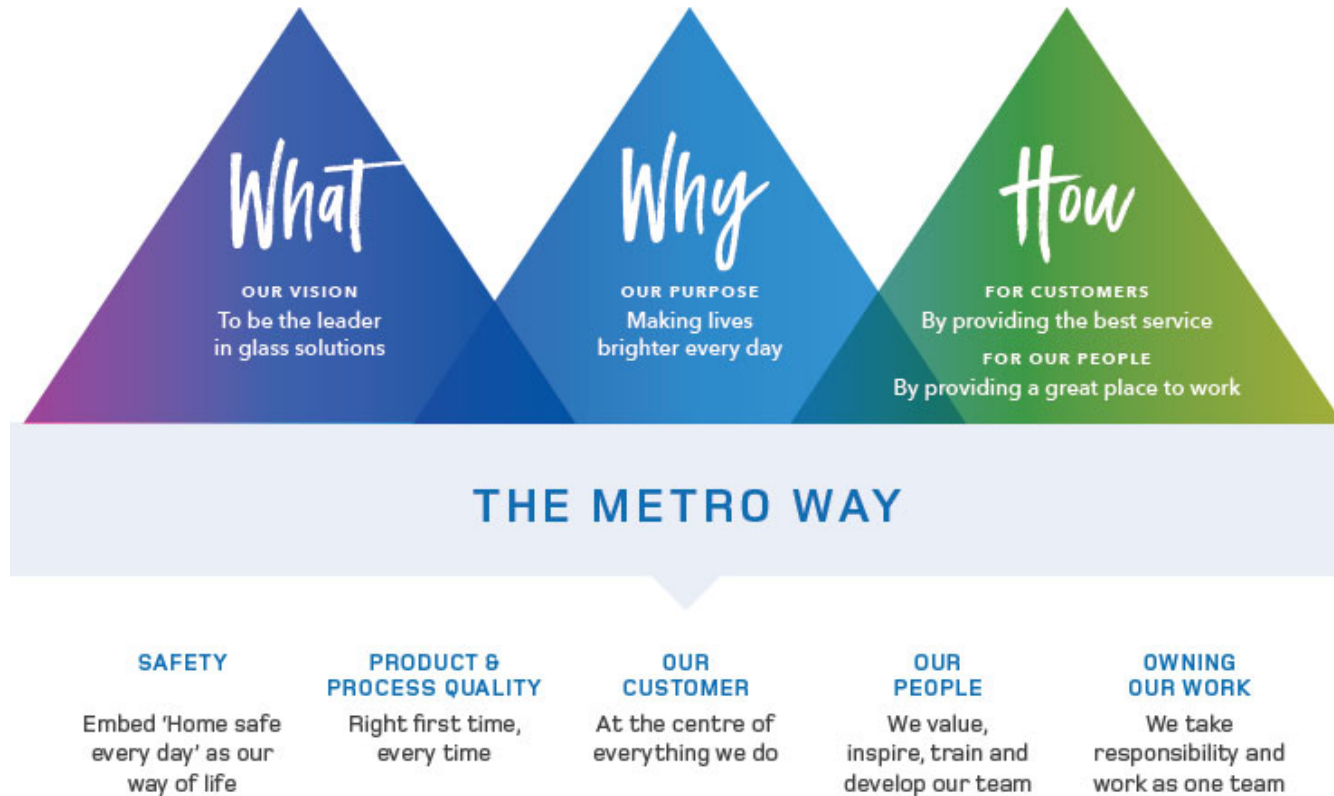 What
OUR VISION
To be the leader
in glass solutions
Why
OUR PURPOSE
Making lives
brighter every day
How
FOR CUSTOMERS
By providing the best service
FOR OUR PEOPLE
By providing a great place to work
THE METRO WAY
SAFETY
Embed 'Home safe
every day' as our
way of life
PRODUCT &
PROCESS QUALITY
Right first time,
every time
OUR
CUSTOMER
At the centre of
everything we do
OUR
PEOPLE
We value,
inspire, train and
develop our team
OWNING
OUR WORK
We take
responsibility and
work as one team